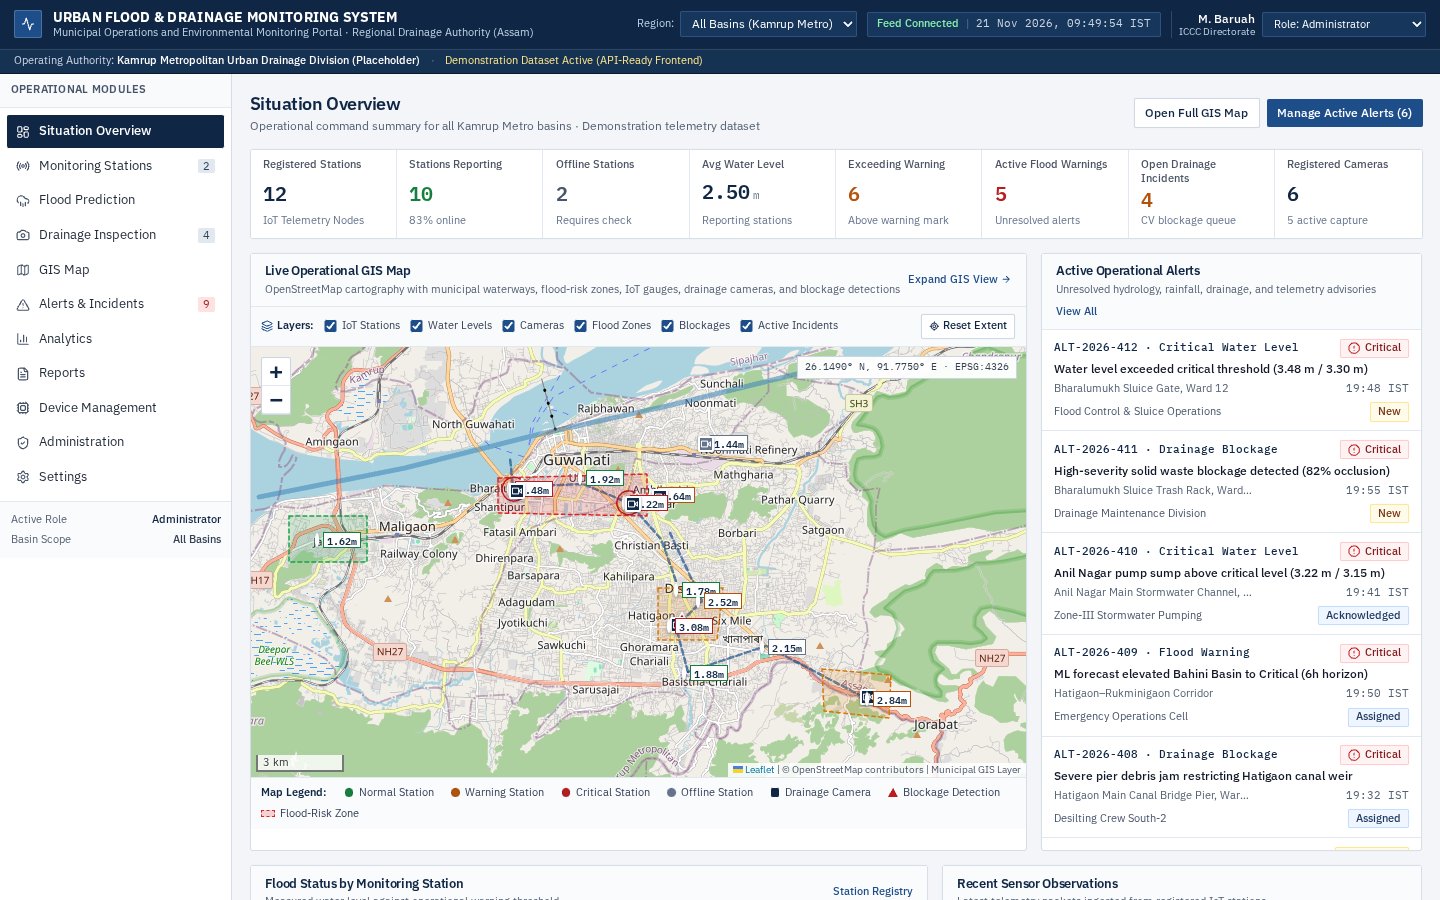 URBAN FLOOD & DRAINAGE MONITORING SYSTEM
Municipal Operations and Environmental Monitoring Portal · Regional Drainage Authority (Assam)
Region:
All Basins (Kamrup Metro)
Feed Connected | 21 Nov 2026, 09:49:54 IST
M. Baruah
ICCC Directorate
Role: Administrator
Operating Authority: Kamrup Metropolitan Urban Drainage Division (Placeholder) · Demonstration Dataset Active (API-Ready Frontend)
OPERATIONAL MODULES
Situation Overview
Monitoring Stations 2
Flood Prediction
Drainage Inspection 4
GIS Map
Alerts & Incidents 9
Analytics
Reports
Device Management
Administration
Settings
Active Role Administrator
Basin Scope All Basins
Situation Overview
Operational command summary for all Kamrup Metro basins · Demonstration telemetry dataset
Open Full GIS Map
Manage Active Alerts (6)
Registered Stations
12
IoT Telemetry Nodes
Stations Reporting
10
83% online
Offline Stations
2
Requires check
Avg Water Level
2.50 m
Reporting stations
Exceeding Warning
6
Above warning mark
Active Flood Warnings
5
Unresolved alerts
Open Drainage
Incidents
4
CV blockage queue
Registered Cameras
6
5 active capture
Live Operational GIS Map
OpenStreetMap cartography with municipal waterways, flood-risk zones, IoT gauges, drainage cameras, and blockage detections
Expand GIS View →
Layers: IoT Stations Water Levels Cameras Flood Zones Blockages Active Incidents
Reset Extent
+
−
26.1490° N, 91.7750° E · EPSG:4326
Sipajhar
Kamrup
27
Sunchali
Rajbhawan
Noonmati
SH3
North Guwahati
Amingaon
1.44m
Noonmati Refinery
Guwahati
Mathgharia
1.92m
.48m
.64m
.22m
Shantipur
Pathar Quarry
Maligaon
Fatasil Ambari
Borbari
Satgaon
1.62m
Christian Basti
Railway Colony
Dhirenpara
Barsapara
Kahilipara
H17
1.78m
2.52m
Adagudam
Hatigaon
3.08m
Six Mile
Jyotikuchi
খানাপাৰা
Sawkuchi
Ghoramara
Chariali
2.15m
Deepor
Beel-WLS
NH27
NH27
1.88m
Sarusajai
2.84m
Jorabat
3 km
Leaflet | © OpenStreetMap contributors | Municipal GIS Layer
Map Legend: Normal Station Warning Station Critical Station Offline Station Drainage Camera Blockage Detection
Flood-Risk Zone
Active Operational Alerts
Unresolved hydrology, rainfall, drainage, and telemetry advisories
View All
ALT-2026-412 · Critical Water Level Critical
Water level exceeded critical threshold (3.48 m / 3.30 m)
Bharalumukh Sluice Gate, Ward 12 19:48 IST
Flood Control & Sluice Operations New
ALT-2026-411 · Drainage Blockage Critical
High-severity solid waste blockage detected (82% occlusion)
Bharalumukh Sluice Trash Rack, Ward... 19:55 IST
Drainage Maintenance Division New
ALT-2026-410 · Critical Water Level Critical
Anil Nagar pump sump above critical level (3.22 m / 3.15 m)
Anil Nagar Main Stormwater Channel, ... 19:41 IST
Zone-III Stormwater Pumping Acknowledged
ALT-2026-409 · Flood Warning Critical
ML forecast elevated Bahini Basin to Critical (6h horizon)
Hatigaon–Rukminigaon Corridor 19:50 IST
Emergency Operations Cell Assigned
ALT-2026-408 · Drainage Blockage Critical
Severe pier debris jam restricting Hatigaon canal weir
Hatigaon Main Canal Bridge Pier, War... 19:32 IST
Desilting Crew South-2 Assigned
Flood Status by Monitoring Station
Station Registry
Recent Sensor Observations